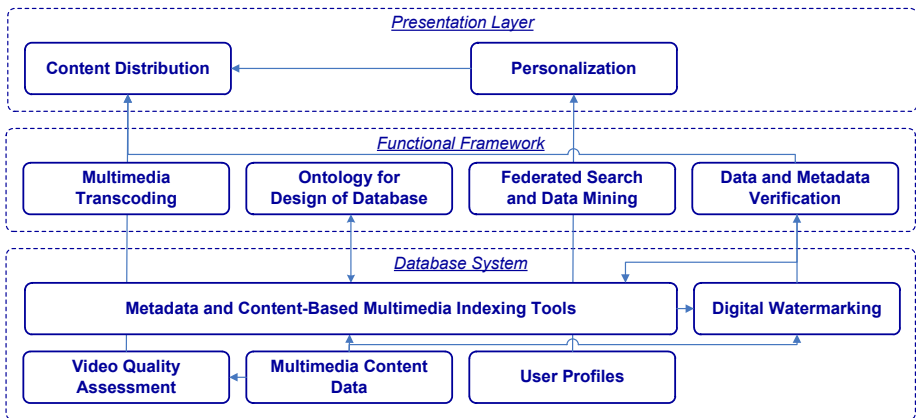 Presentation Layer
Content Distribution
Personalization
Functional Framework
Multimedia
Transcoding
Ontology for
Design of Database
Federated Search
and Data Mining
Data and Metadata
Verification
Database System
Metadata and Content-Based Multimedia Indexing Tools
Digital Watermarking
Video Quality
Assessment
Multimedia Content
Data
User Profiles